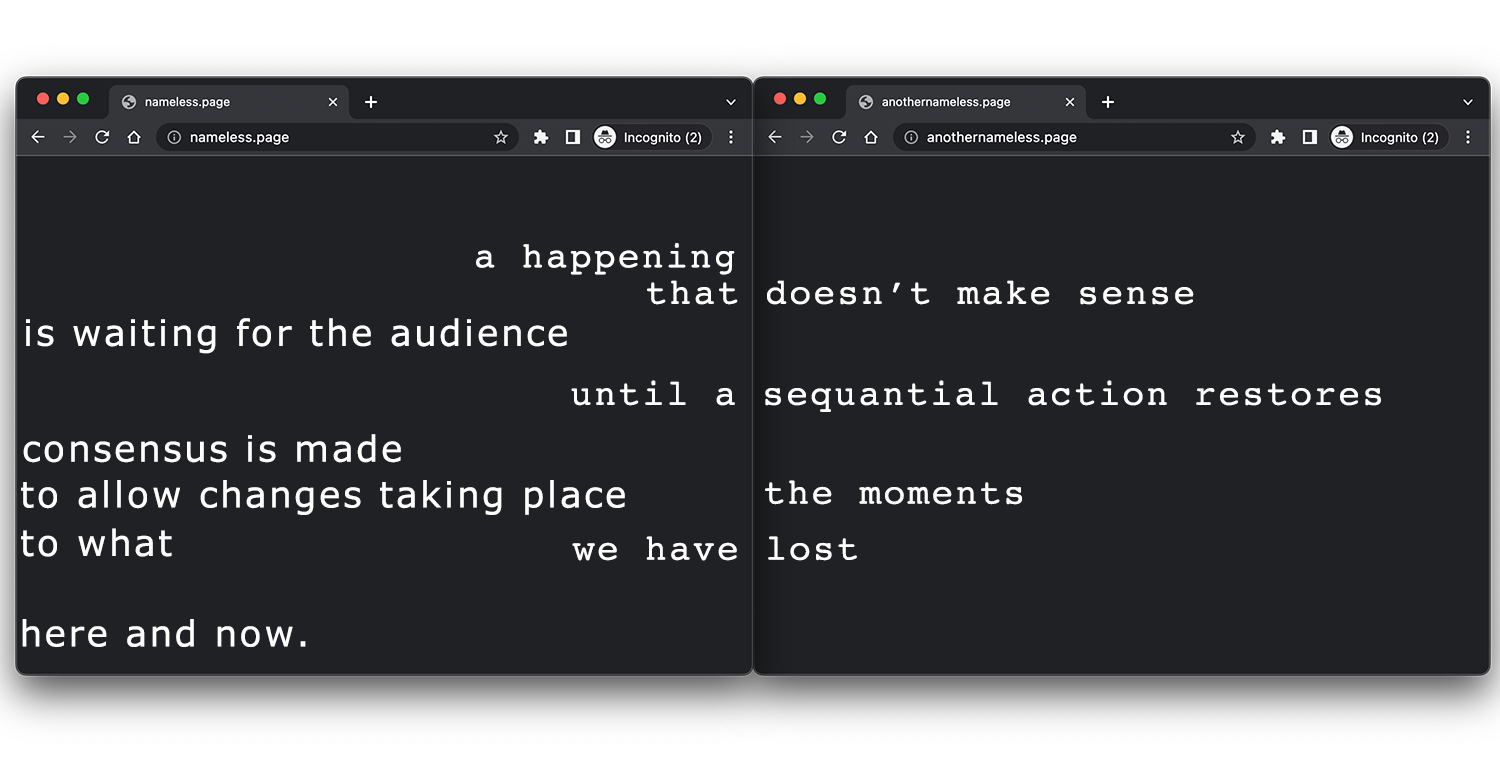 nameless.page
anothernameless.page
nameless.page
Incognito (2)
anothernameless.page
Incognito (2)
a happening
that doesn’t make sense
is waiting for the audience
until a sequantial action restores
consensus is made
to allow changes taking place
the moments
to what
we have lost
here and now.